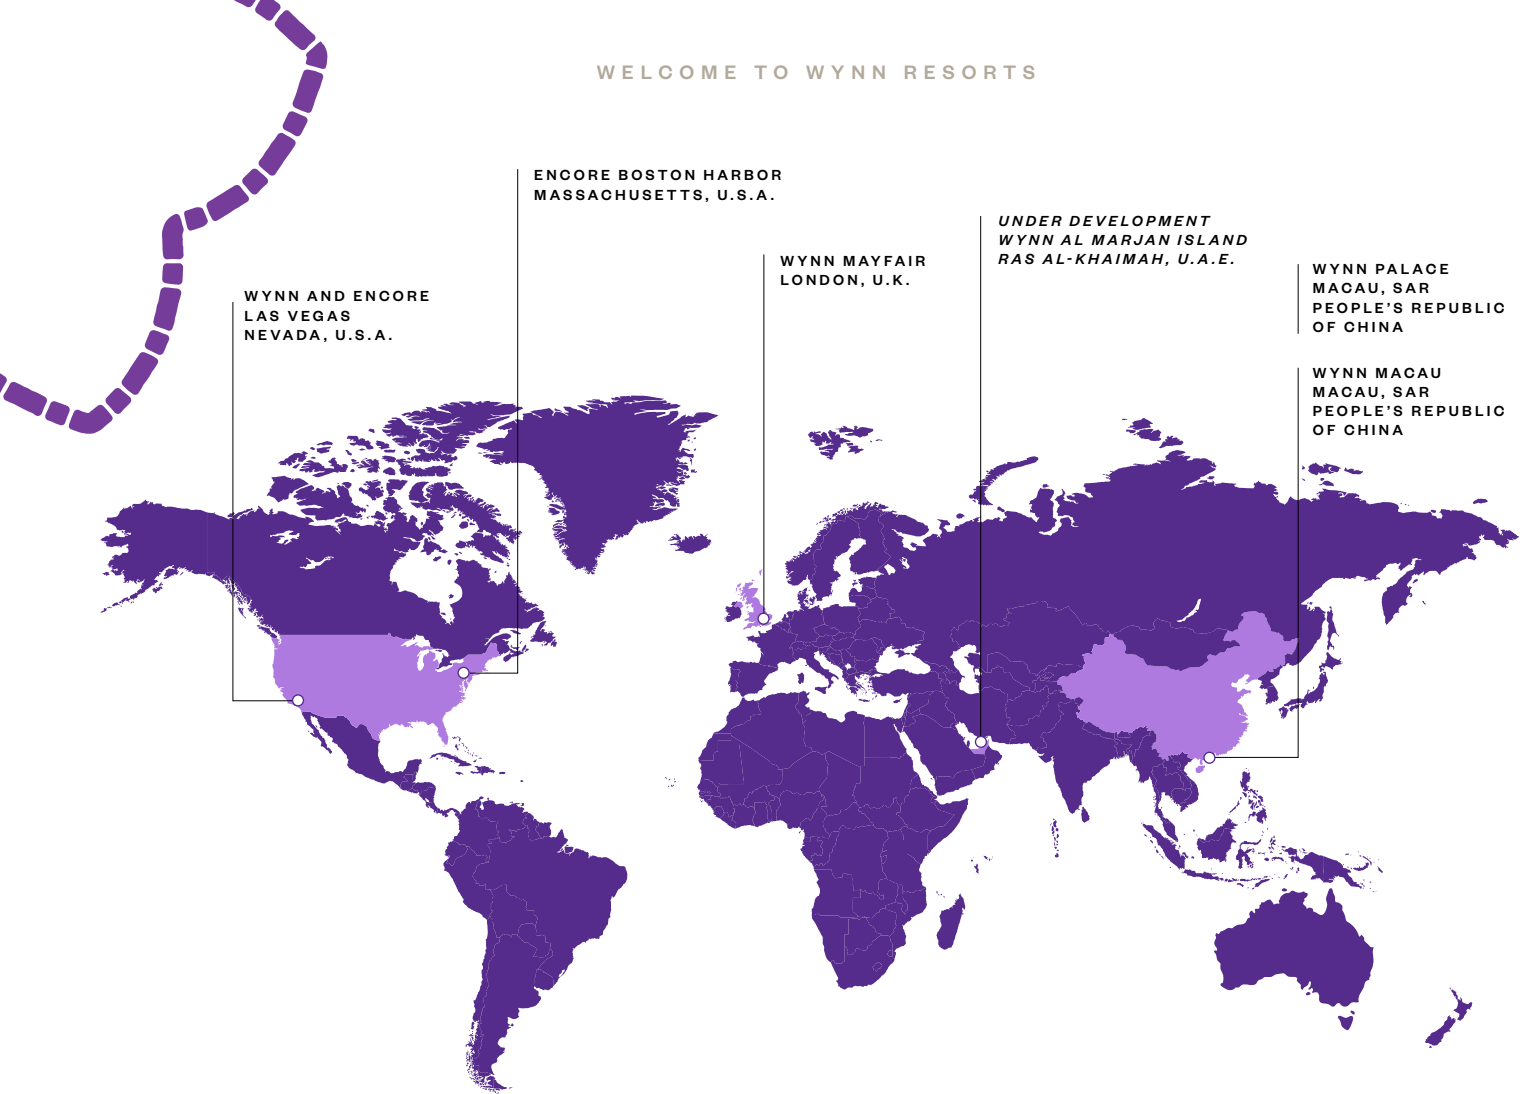 WELCOME TO WYNN RESORTS
ENCORE BOSTON HARBOR
MASSACHUSETTS, U.S.A.
UNDER DEVELOPMENT
WYNN AL MARJAN ISLAND
RAS AL-KHAIMAH, U.A.E.
WYNN MAYFAIR
LONDON, U.K.
WYNN PALACE
MACAU, SAR
PEOPLE’S REPUBLIC
OF CHINA
WYNN AND ENCORE
LAS VEGAS
NEVADA, U.S.A.
WYNN MACAU
MACAU, SAR
PEOPLE’S REPUBLIC
OF CHINA